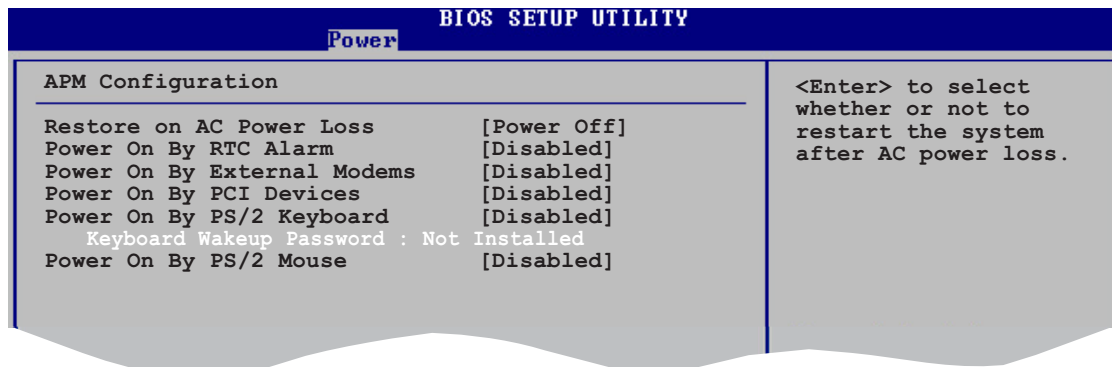 BIOS SETUP UTILITY
Power
APM Configuration
Restore on AC Power Loss [Power Off]
Power On By RTC Alarm [Disabled]
Power On By External Modems [Disabled]
Power On By PCI Devices [Disabled]
Power On By PS/2 Keyboard [Disabled]
Keyboard Wakeup Password : Not Installed
Power On By PS/2 Mouse [Disabled]
<Enter> to select
whether or not to
restart the system
after AC power loss.